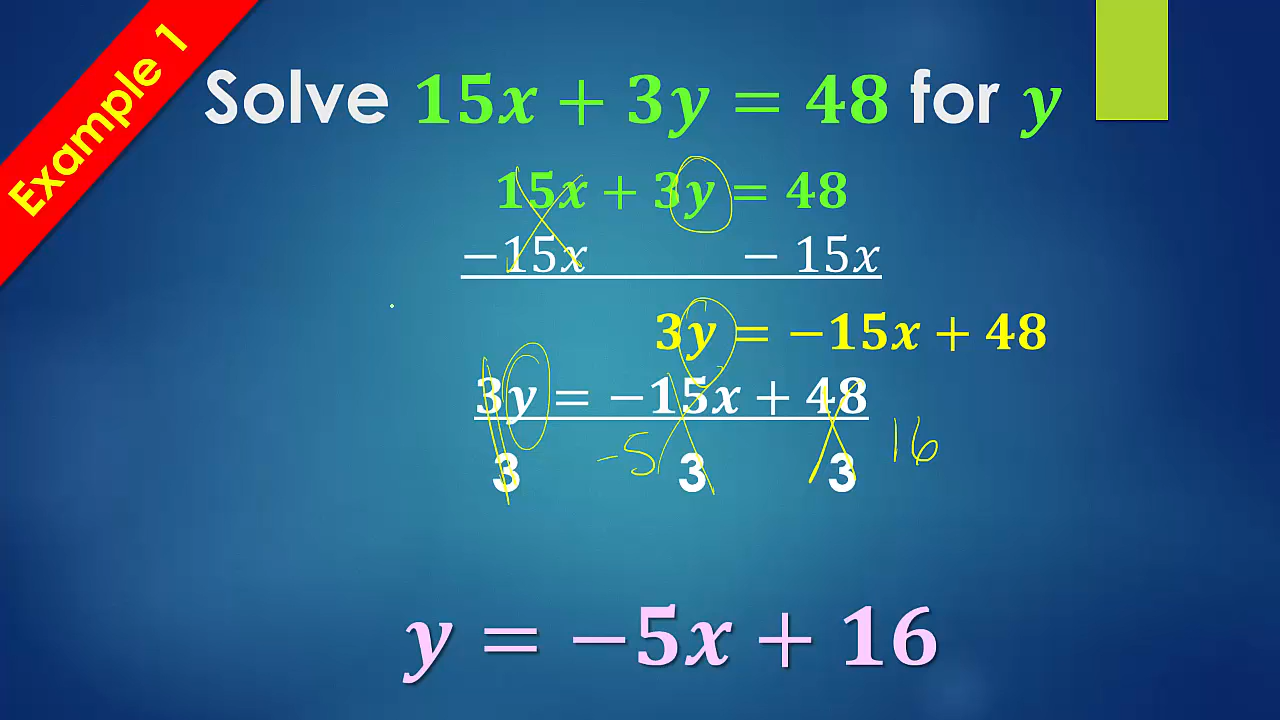 Example 1
Solve 15x + 3y = 48 for y
15x + 3y = 48
−15x − 15x
3y = −15x + 48
3y = −15x + 48
-5 16
3 3 3
y = −5x + 16